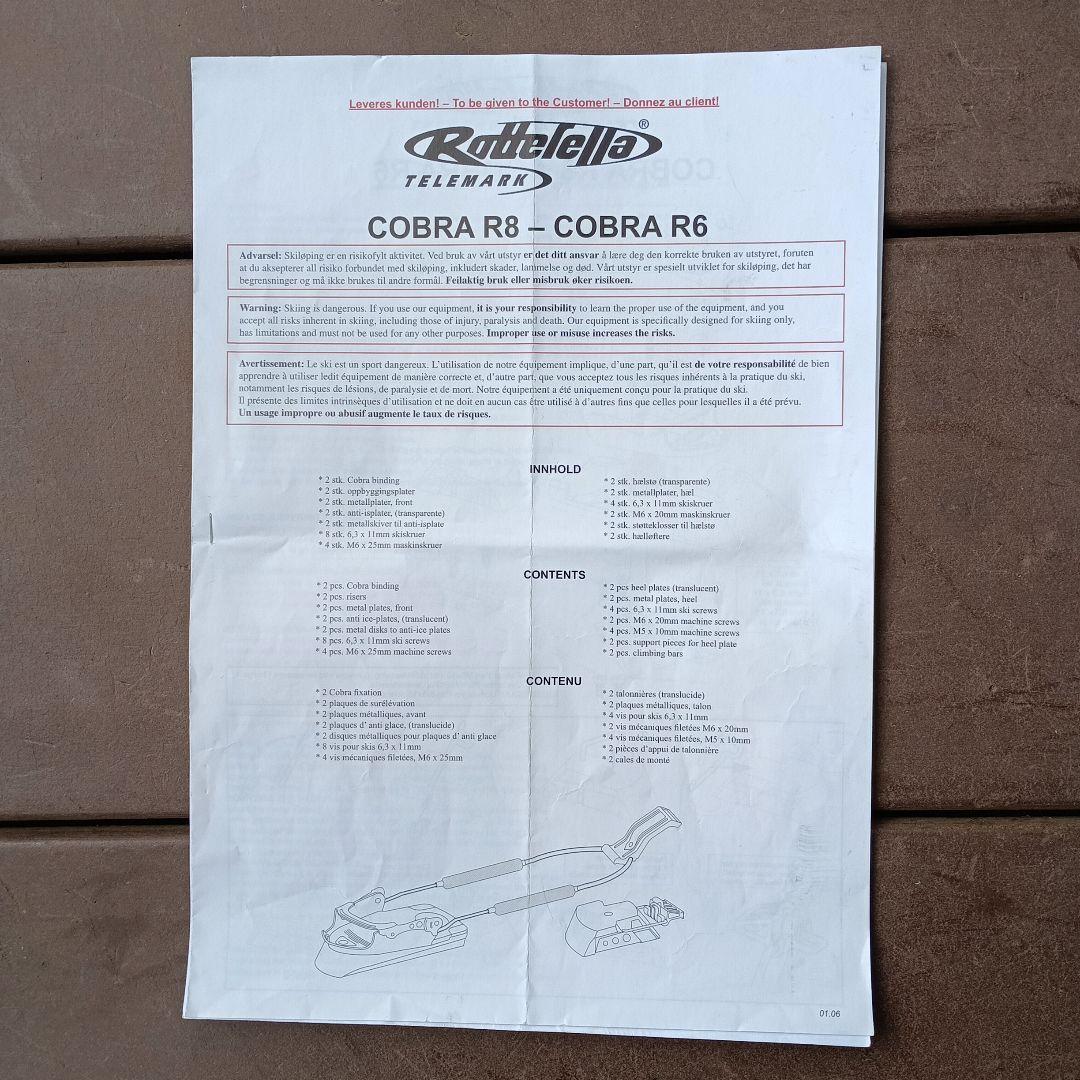 Leveres kunden! – To be given to the Customer! – Donnez au client!
Rottefella®
TELEMARK
COBRA R8 – COBRA R6
Advarsel: Skiløping er en risikofylt aktivitet. Ved bruk av vårt utstyr er det ditt ansvar å lære deg den korrekte bruken av utstyret, foruten
at du aksepterer all risiko forbundet med skiløping, inkludert skader, lammelse og død. Vårt utstyr er spesielt utviklet for skiløping, det har
begrensninger og må ikke brukes til andre formål. Feilaktig bruk eller misbruk øker risikoen.
Warning: Skiing is dangerous. If you use our equipment, it is your responsibility to learn the proper use of the equipment, and you
accept all risks inherent in skiing, including those of injury, paralysis and death. Our equipment is specifically designed for skiing only,
has limitations and must not be used for any other purposes. Improper use or misuse increases the risks.
Avertissement: Le ski est un sport dangereux. L'utilisation de notre équipement implique, d'une part, qu'il est de votre responsabilité de bien
apprendre à utiliser ledit équipement de manière correcte et, d'autre part, que vous acceptez tous les risques inhérents à la pratique du ski,
notamment les risques de lésions, de paralysie et de mort. Notre équipement a été uniquement conçu pour la pratique du ski.
Il présente des limites intrinsèques d'utilisation et ne doit en aucun cas être utilisé à d'autres fins que celles pour lesquelles il a été prévu.
Un usage impropre ou abusif augmente le taux de risques.
INNHOLD
* 2 stk. Cobra binding
* 2 stk. oppbyggingsplater
* 2 stk. metallplater, front
* 2 stk. anti-isplater, (transparente)
* 2 stk. metallskiver til anti-isplate
* 8 stk. 6,3 x 11mm skiskruer
* 4 stk. M6 x 25mm maskinskruer
* 2 stk. hælstø (transparente)
* 2 stk. metallplater, hæl
* 4 stk. 6,3 x 11mm skiskruer
* 2 stk. M6 x 20mm maskinskruer
* 2 stk. støtteklosser til hælstø
* 2 stk. hælløftere
CONTENTS
* 2 pcs. Cobra binding
* 2 pcs. risers
* 2 pcs. metal plates, front
* 2 pcs. anti ice-plates, (translucent)
* 2 pcs. metal disks to anti-ice plates
* 8 pcs. 6,3 x 11mm ski screws
* 4 pcs. M6 x 25mm machine screws
* 2 pcs heel plates (translucent)
* 2 pcs. metal plates, heel
* 4 pcs. 6,3 x 11mm ski screws
* 2 pcs. M6 x 20mm machine screws
* 4 pcs. M5 x 10mm machine screws
* 2 pcs. support pieces for heel plate
* 2 pcs. climbing bars
CONTENU
* 2 Cobra fixation
* 2 plaques de surélévation
* 2 plaques métalliques, avant
* 2 plaques d' anti glace, (translucide)
* 2 disques métalliques pour plaques d' anti glace
* 8 vis pour skis 6,3 x 11mm
* 4 vis mécaniques filetées, M6 x 25mm
* 2 talonnières (translucide)
* 2 plaques métalliques, talon
* 4 vis pour skis 6,3 x 11mm
* 2 vis mécaniques filetées M6 x 20mm
* 4 vis mécaniques filetées, M5 x 10mm
* 2 pièces d'appui de talonnière
* 2 cales de monté
01.06